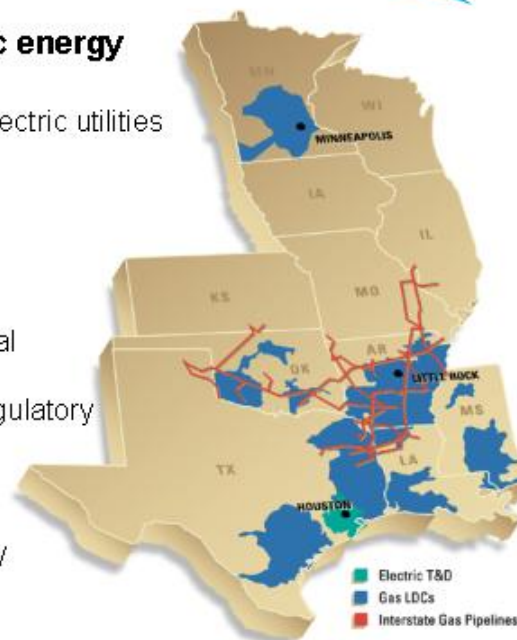 c energy
ectric utilities
al
gulatory
y
MN
WI
MINNEAPOLIS
IA
IL
KS
MO
OK
AR
LITTLE ROCK
MS
TX
LA
HOUSTON
Electric T&D
Gas LDCs
Interstate Gas Pipelines